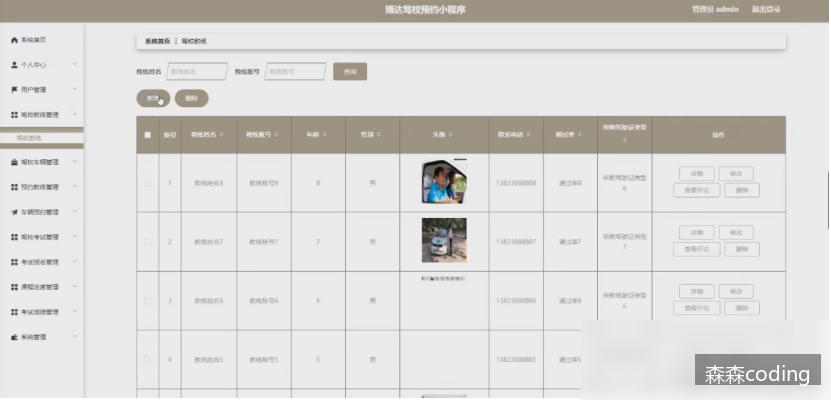 博达驾校预约小程序
管理员 admin
退出登录
系统首页
个人中心
用户管理
驾校教练管理
驾校教练
驾校车辆管理
预约教练管理
车辆预约管理
驾校考试管理
考试报名管理
课程进度管理
考试成绩管理
系统管理
系统首页 驾校教练
教练姓名 教练姓名 教练账号 教练账号 查询
删除
索引 教练姓名 教练账号 年龄 性别 头像 联系电话 通过率 所教驾驶证类型 操作
1 教练姓名8 教练账号8 8 男 13823888888 通过率8 所教驾驶证类型8 详情 修改 查看评论 删除
2 教练姓名7 教练账号7 7 男 13823888887 通过率7 所教驾驶证类型7 详情 修改 查看评论 删除
3 教练姓名6 教练账号6 6 男 13823888886 通过率6 所教驾驶证类型6 详情 修改 查看评论 删除
4 教练姓名5 教练账号5 5 男 13823888885 通过率5
森森coding